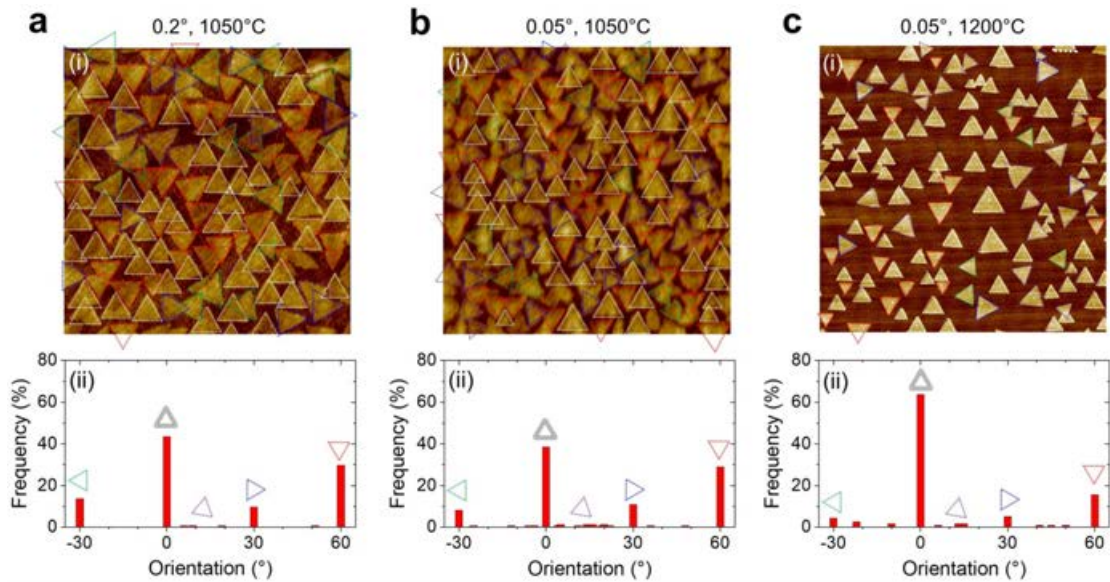 a b c
0.2°, 1050°C 0.05°, 1050°C 0.05°, 1200°C
(i) (i) (i)
(ii) (ii) (ii)
Frequency (%) Frequency (%) Frequency (%)
80 80 80
60 60 60
40 40 40
20 20 20
0 0 0
-30 0 30 60 -30 0 30 60 -30 0 30 60
Orientation (°) Orientation (°) Orientation (°)